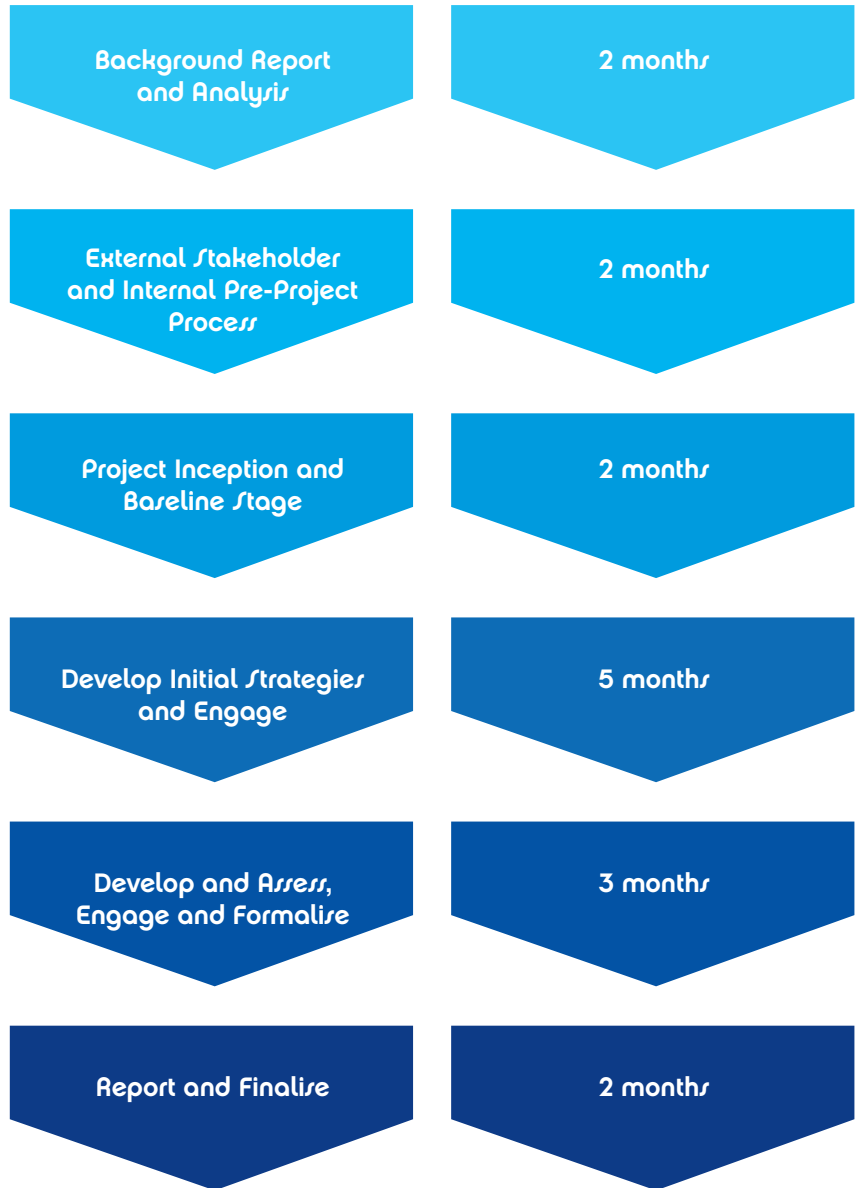 Background Report
and Analysis
2 months
External Stakeholder
and Internal Pre-Project
Process
2 months
Project Inception and
Baseline Stage
2 months
Develop Initial Strategies
and Engage
5 months
Develop and Assess,
Engage and Formalise
3 months
Report and Finalise
2 months